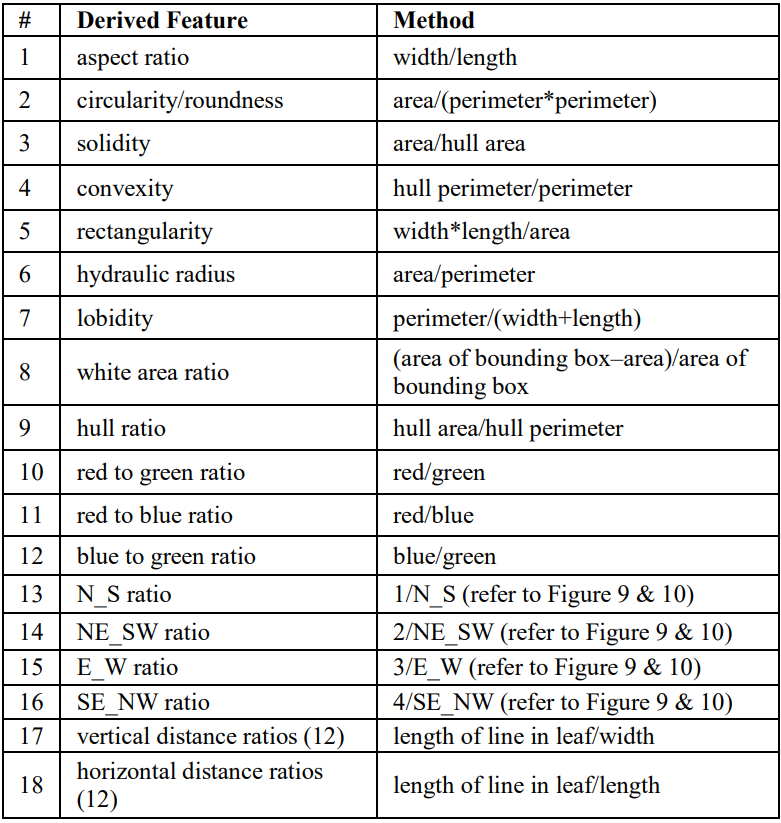 # Derived Feature Method
1 aspect ratio width/length
2 circularity/roundness area/(perimeter*perimeter)
3 solidity area/hull area
4 convexity hull perimeter/perimeter
5 rectangularity width*length/area
6 hydraulic radius area/perimeter
7 lobidity perimeter/(width+length)
8 white area ratio (area of bounding box–area)/area of
bounding box
9 hull ratio hull area/hull perimeter
10 red to green ratio red/green
11 red to blue ratio red/blue
12 blue to green ratio blue/green
13 N_S ratio 1/N_S (refer to Figure 9 & 10)
14 NE_SW ratio 2/NE_SW (refer to Figure 9 & 10)
15 E_W ratio 3/E_W (refer to Figure 9 & 10)
16 SE_NW ratio 4/SE_NW (refer to Figure 9 & 10)
17 vertical distance ratios (12) length of line in leaf/width
18 horizontal distance ratios
(12) length of line in leaf/length